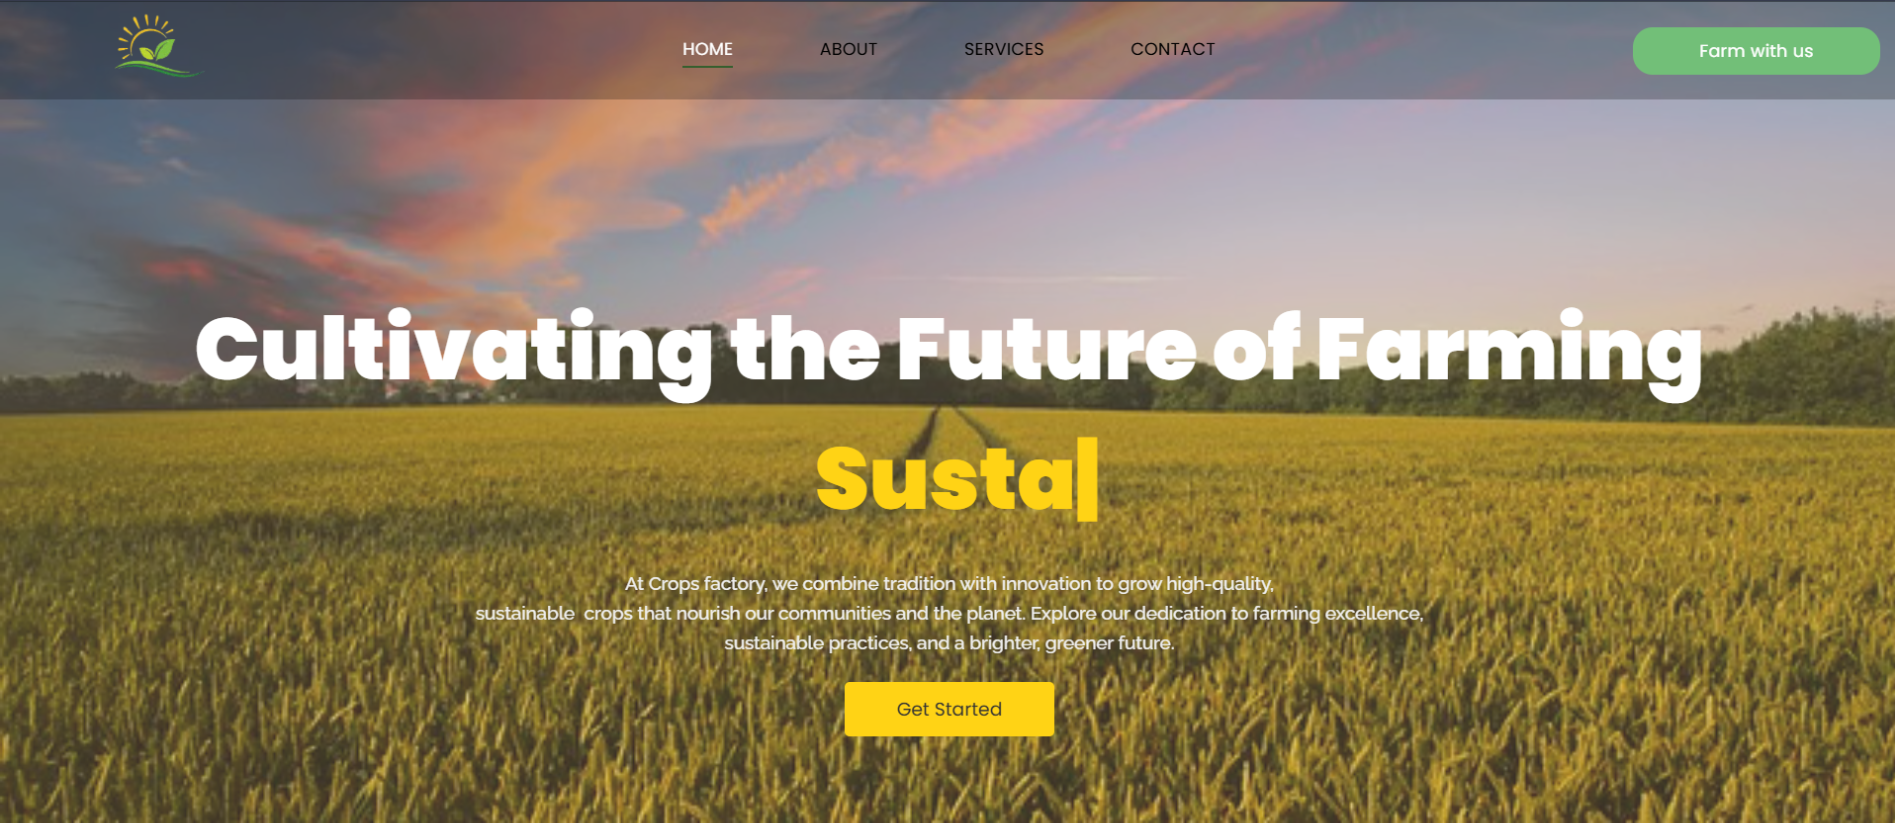 HOME
ABOUT
SERVICES
CONTACT
Farm with us
Cultivating the Future of Farming
Susta|
At Crops factory, we combine tradition with innovation to grow high-quality,
sustainable crops that nourish our communities and the planet. Explore our dedication to farming excellence,
sustainable practices, and a brighter, greener future.
Get Started